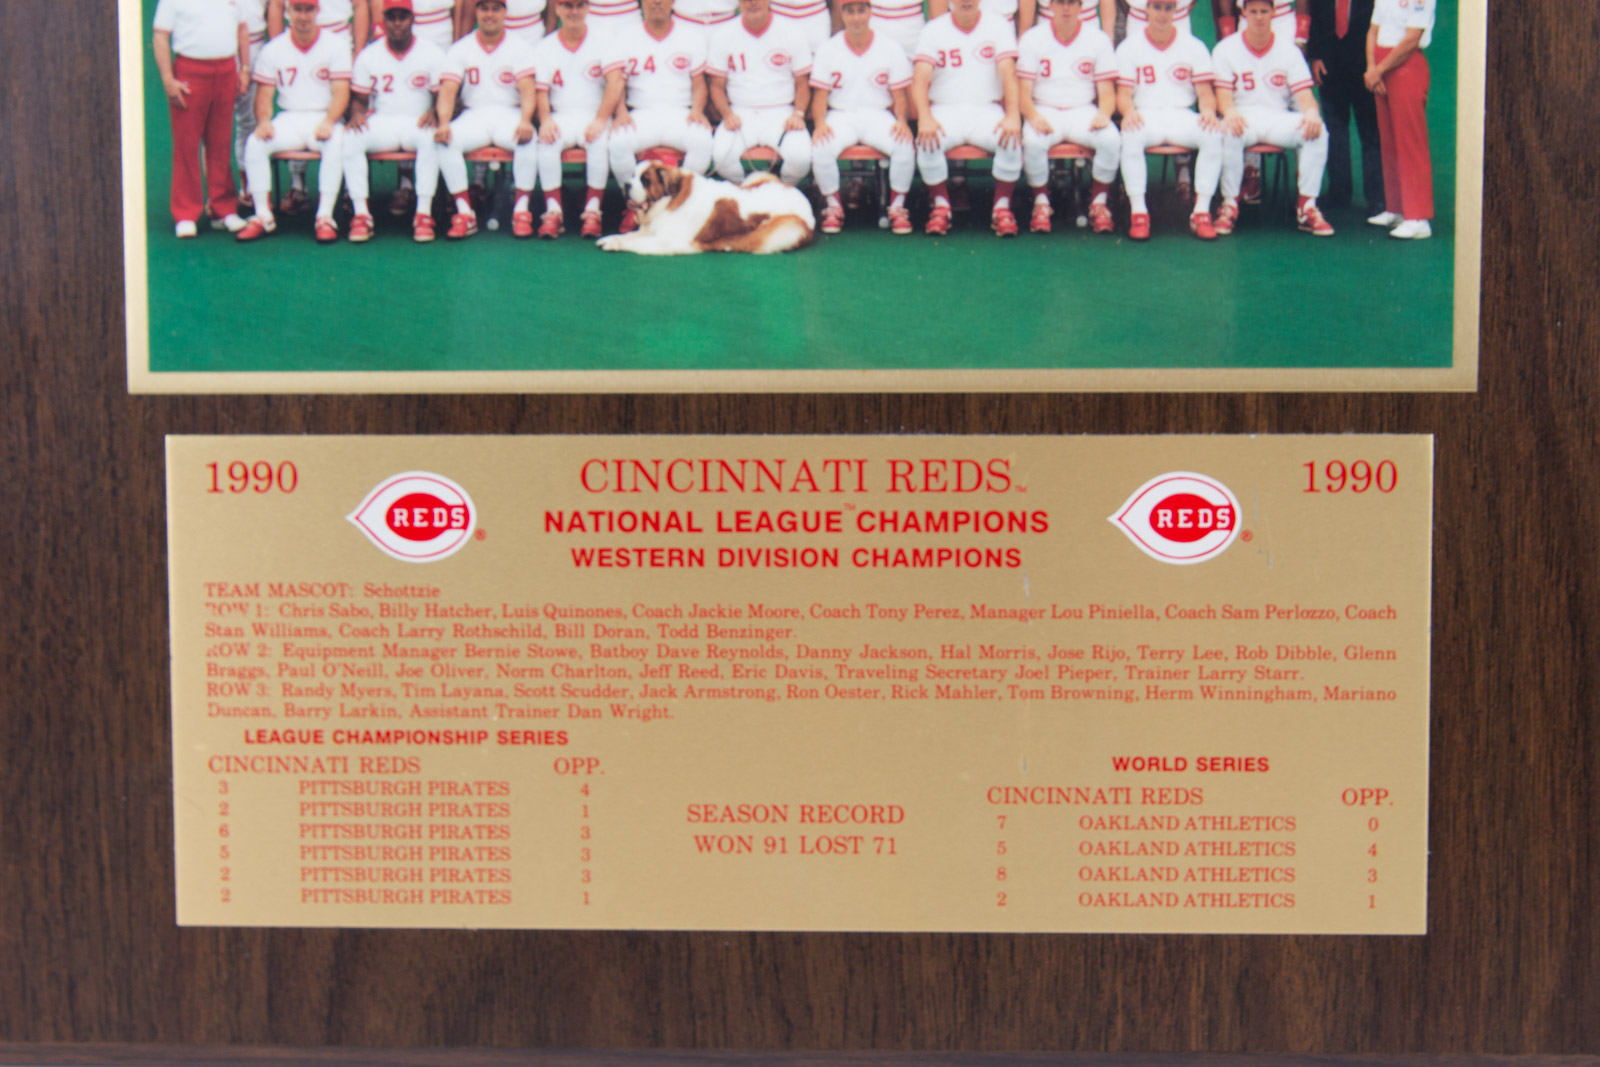 17 22 10 4 24 41 2 35 3 19 25
1990 CINCINNATI REDS™ 1990
REDS® REDS®
NATIONAL LEAGUE™ CHAMPIONS
WESTERN DIVISION CHAMPIONS
TEAM MASCOT: Schottzie
ROW 1: Chris Sabo, Billy Hatcher, Luis Quinones, Coach Jackie Moore, Coach Tony Perez, Manager Lou Piniella, Coach Sam Perlozzo, Coach
Stan Williams, Coach Larry Rothschild, Bill Doran, Todd Benzinger.
ROW 2: Equipment Manager Bernie Stowe, Batboy Dave Reynolds, Danny Jackson, Hal Morris, Jose Rijo, Terry Lee, Rob Dibble, Glenn
Braggs, Paul O'Neill, Joe Oliver, Norm Charlton, Jeff Reed, Eric Davis, Traveling Secretary Joel Pieper, Trainer Larry Starr.
ROW 3: Randy Myers, Tim Layana, Scott Scudder, Jack Armstrong, Ron Oester, Rick Mahler, Tom Browning, Herm Winningham, Mariano
Duncan, Barry Larkin, Assistant Trainer Dan Wright.
LEAGUE CHAMPIONSHIP SERIES
CINCINNATI REDS OPP.
3 PITTSBURGH PIRATES 4
2 PITTSBURGH PIRATES 1
6 PITTSBURGH PIRATES 3
5 PITTSBURGH PIRATES 3
2 PITTSBURGH PIRATES 3
2 PITTSBURGH PIRATES 1
SEASON RECORD
WON 91 LOST 71
WORLD SERIES
CINCINNATI REDS OPP.
7 OAKLAND ATHLETICS 0
5 OAKLAND ATHLETICS 4
8 OAKLAND ATHLETICS 3
2 OAKLAND ATHLETICS 1